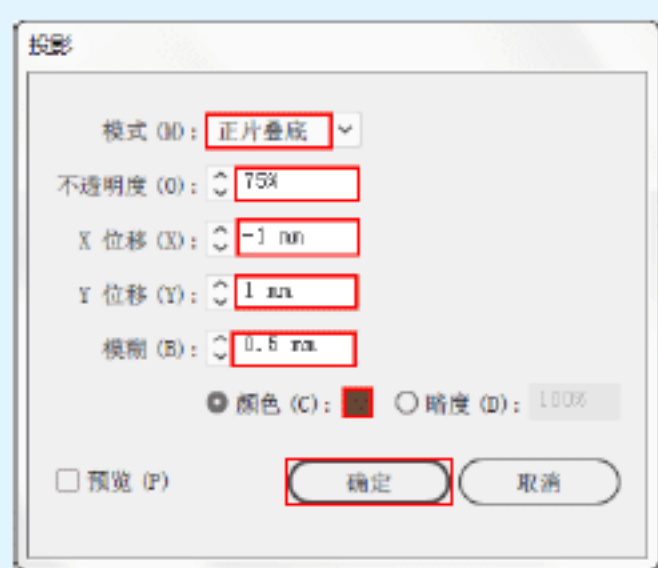 投影
模式 (M): 正片叠底
不透明度 (O): 75%
X 位移 (X): -1 mm
Y 位移 (Y): 1 mm
模糊 (B): 0.5 mm
颜色 (C): 暗度 (D): 100%
预览 (P) 确定 取消